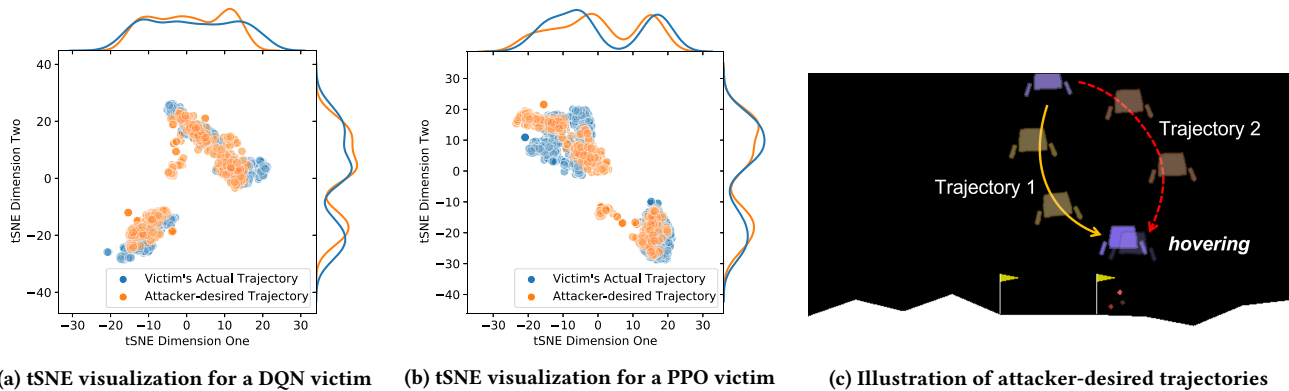 40
20
0
−20
−40
tSNE Dimension Two
Victim's Actual Trajectory
Attacker-desired Trajectory
−30 −20 −10 0 10 20 30
tSNE Dimension One
30
20
10
0
−10
−20
−30
−40
tSNE Dimension Two
Victim's Actual Trajectory
Attacker-desired Trajectory
−30 −20 −10 0 10 20 30
tSNE Dimension One
Trajectory 2
Trajectory 1
hovering
(a) tSNE visualization for a DQN victim
(b) tSNE visualization for a PPO victim
(c) Illustration of attacker-desired trajectories